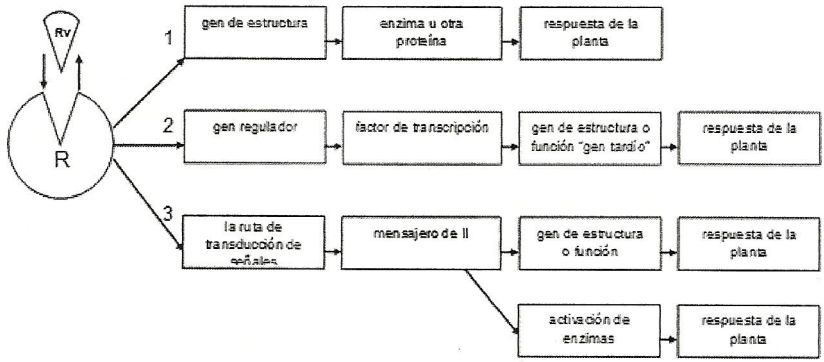 Rv
R
1
gen de estructura
enzima u otra
proteína
respuesta de la
planta
2
gen regulador
factor de transcripción
gen de estructura o
función "gen tardío"
respuesta de la
planta
3
la ruta de
transducción de
señales
mensajero de II
gen de estructura
o función
respuesta de la
planta
activación de
enzimas
respuesta de la
planta